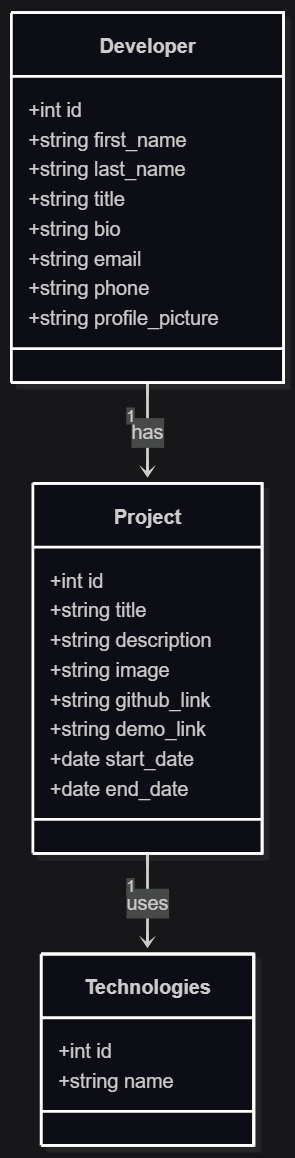 Developer
+int id
+string first_name
+string last_name
+string title
+string bio
+string email
+string phone
+string profile_picture
1
has
Project
+int id
+string title
+string description
+string image
+string github_link
+string demo_link
+date start_date
+date end_date
1
uses
Technologies
+int id
+string name